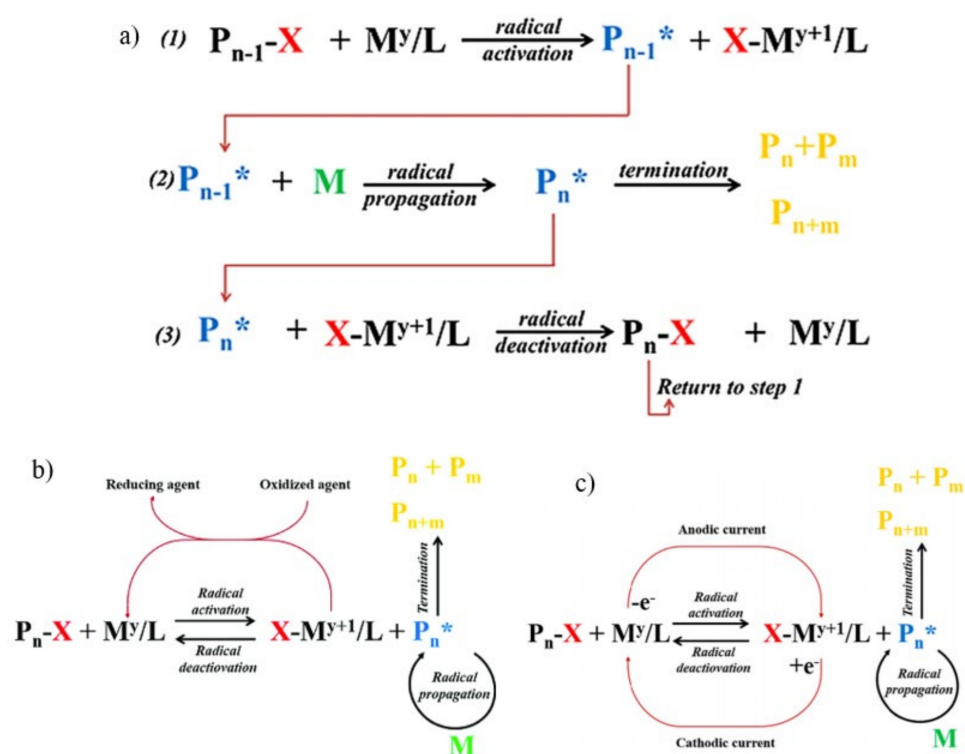 a) (1) Pn-1-X + Mʸ/L radical activation Pn-1* + X-Mʸ⁺¹/L
(2) Pn-1* + M radical propagation Pn* termination Pn+Pm
Pn+m
(3) Pn* + X-Mʸ⁺¹/L radical deactivation Pn-X + Mʸ/L
Return to step 1
b)
Reducing agent Oxidized agent
Pn + Pm
Pn+m
Termination
Radical activation
Pn-X + Mʸ/L X-Mʸ⁺¹/L + Pn*
Radical deactiovation
Radical propagation
M
c)
Pn + Pm
Pn+m
Anodic current
Termination
-e⁻ Radical activation
Pn-X + Mʸ/L X-Mʸ⁺¹/L + Pn*
Radical deactiovation
+e⁻
Radical propagation
Cathodic current
M